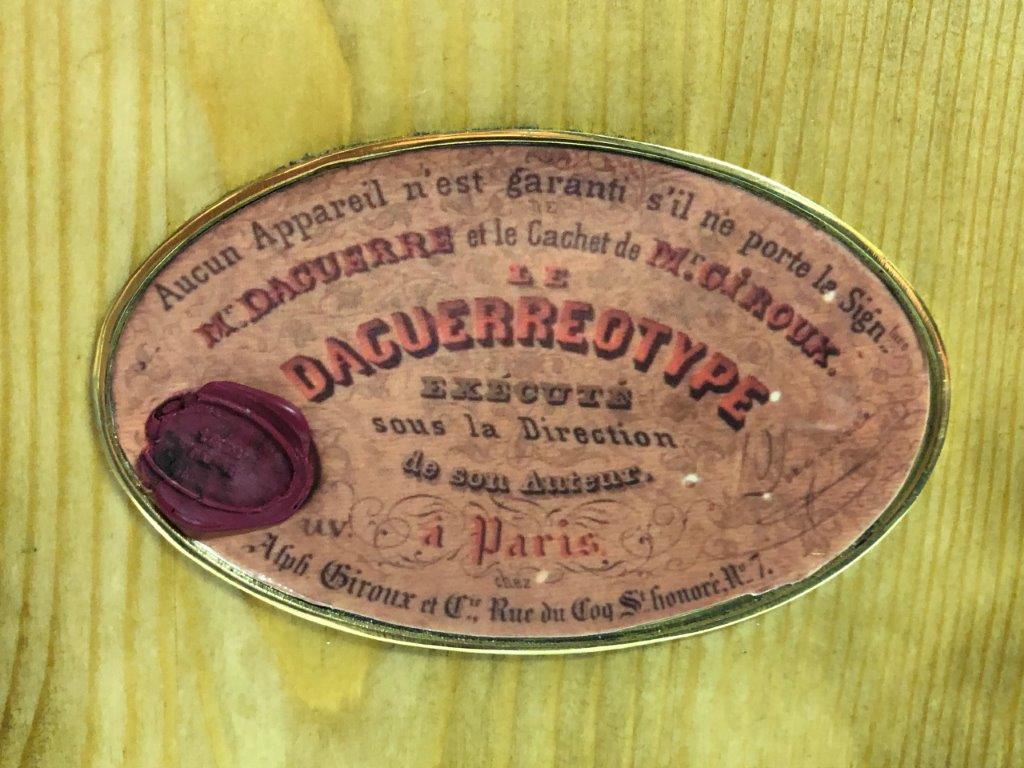 Aucun Appareil n'est garanti s'il ne porte la Sign.
DE
Mr. DAGUERRE et le Cachet de Mr. GIROUX.
LE
DAGUERREOTYPE
EXÉCUTÉ
sous la Direction
de son Auteur.
à Paris
chez
Alph. Giroux et Cie., Rue du Coq St. honoré, No. 7.